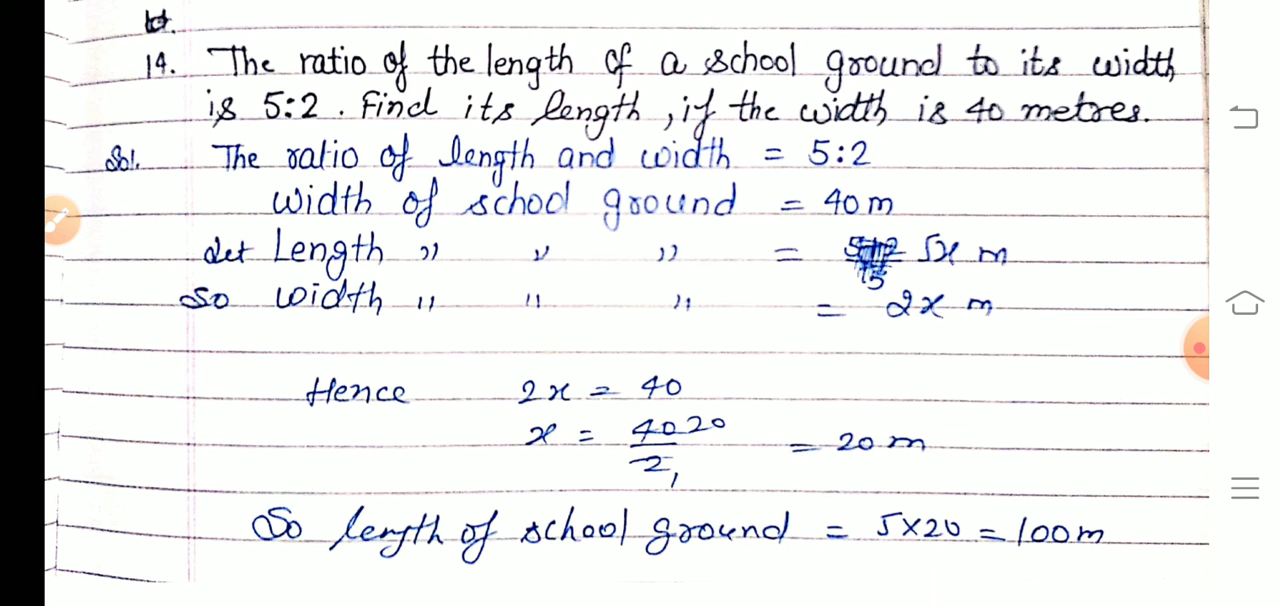 14. The ratio of the length of a school ground to its width
is 5:2. Find its length, if the width is 40 metres.
Sol. The ratio of length and width = 5:2
width of school ground = 40 m
Let Length " " " = 5x m
So width " " " = 2x m
Hence 2x = 40
x = 40/2 20 1 = 20 m
So length of school ground = 5×20 = 100m